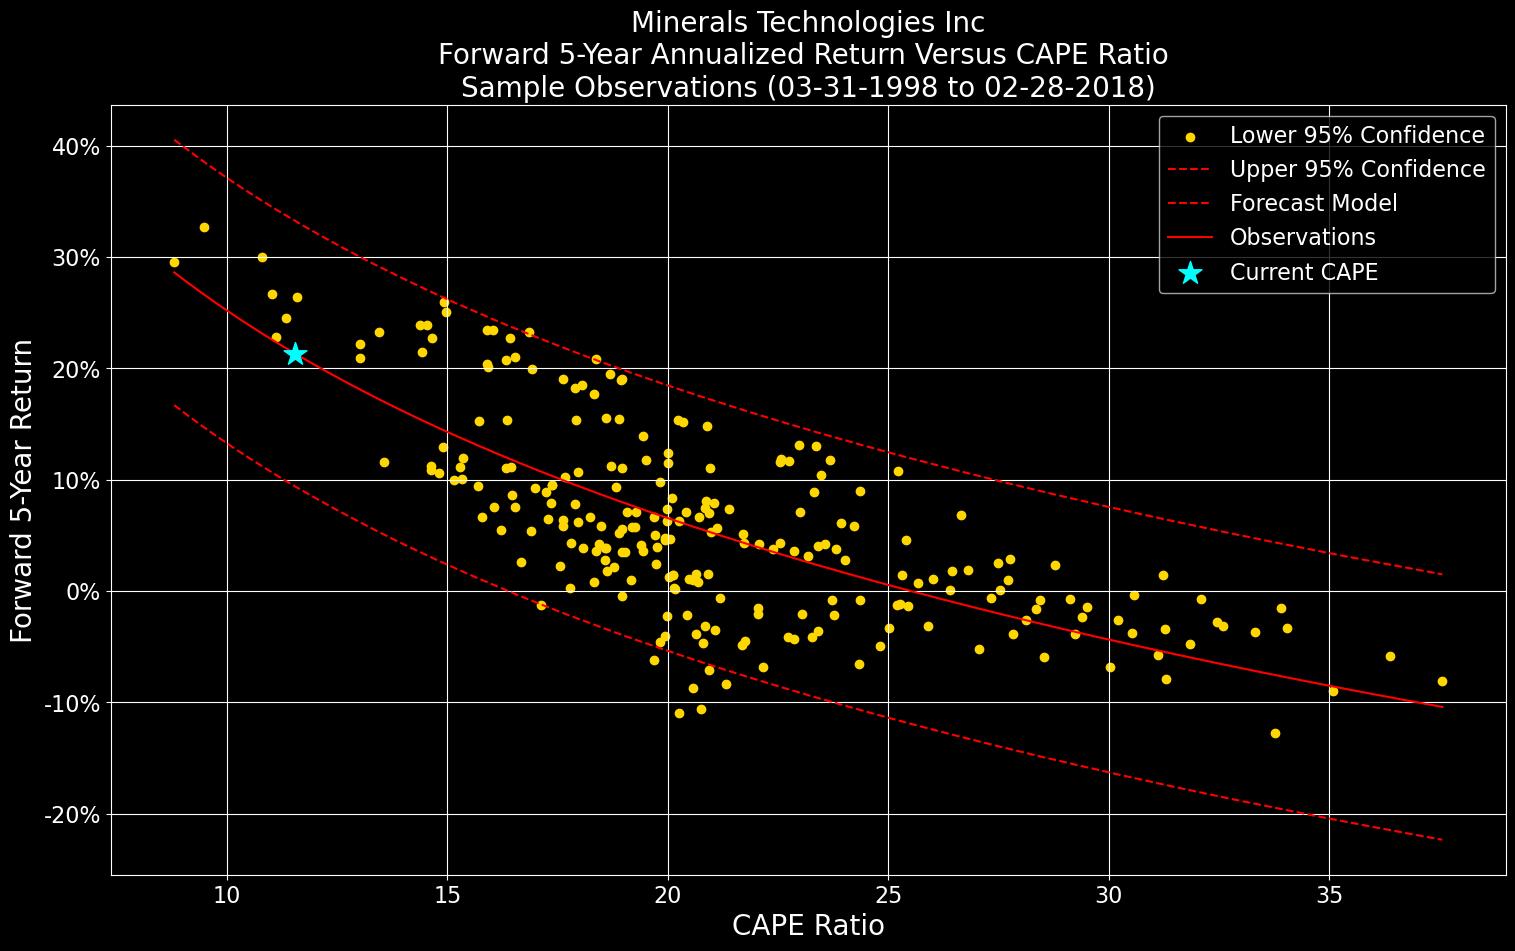 Minerals Technologies Inc
Forward 5-Year Annualized Return Versus CAPE Ratio
Sample Observations (03-31-1998 to 02-28-2018)
Lower 95% Confidence
Upper 95% Confidence
Forecast Model
Observations
Current CAPE
Forward 5-Year Return
40%
30%
20%
10%
0%
-10%
-20%
10 15 20 25 30 35
CAPE Ratio